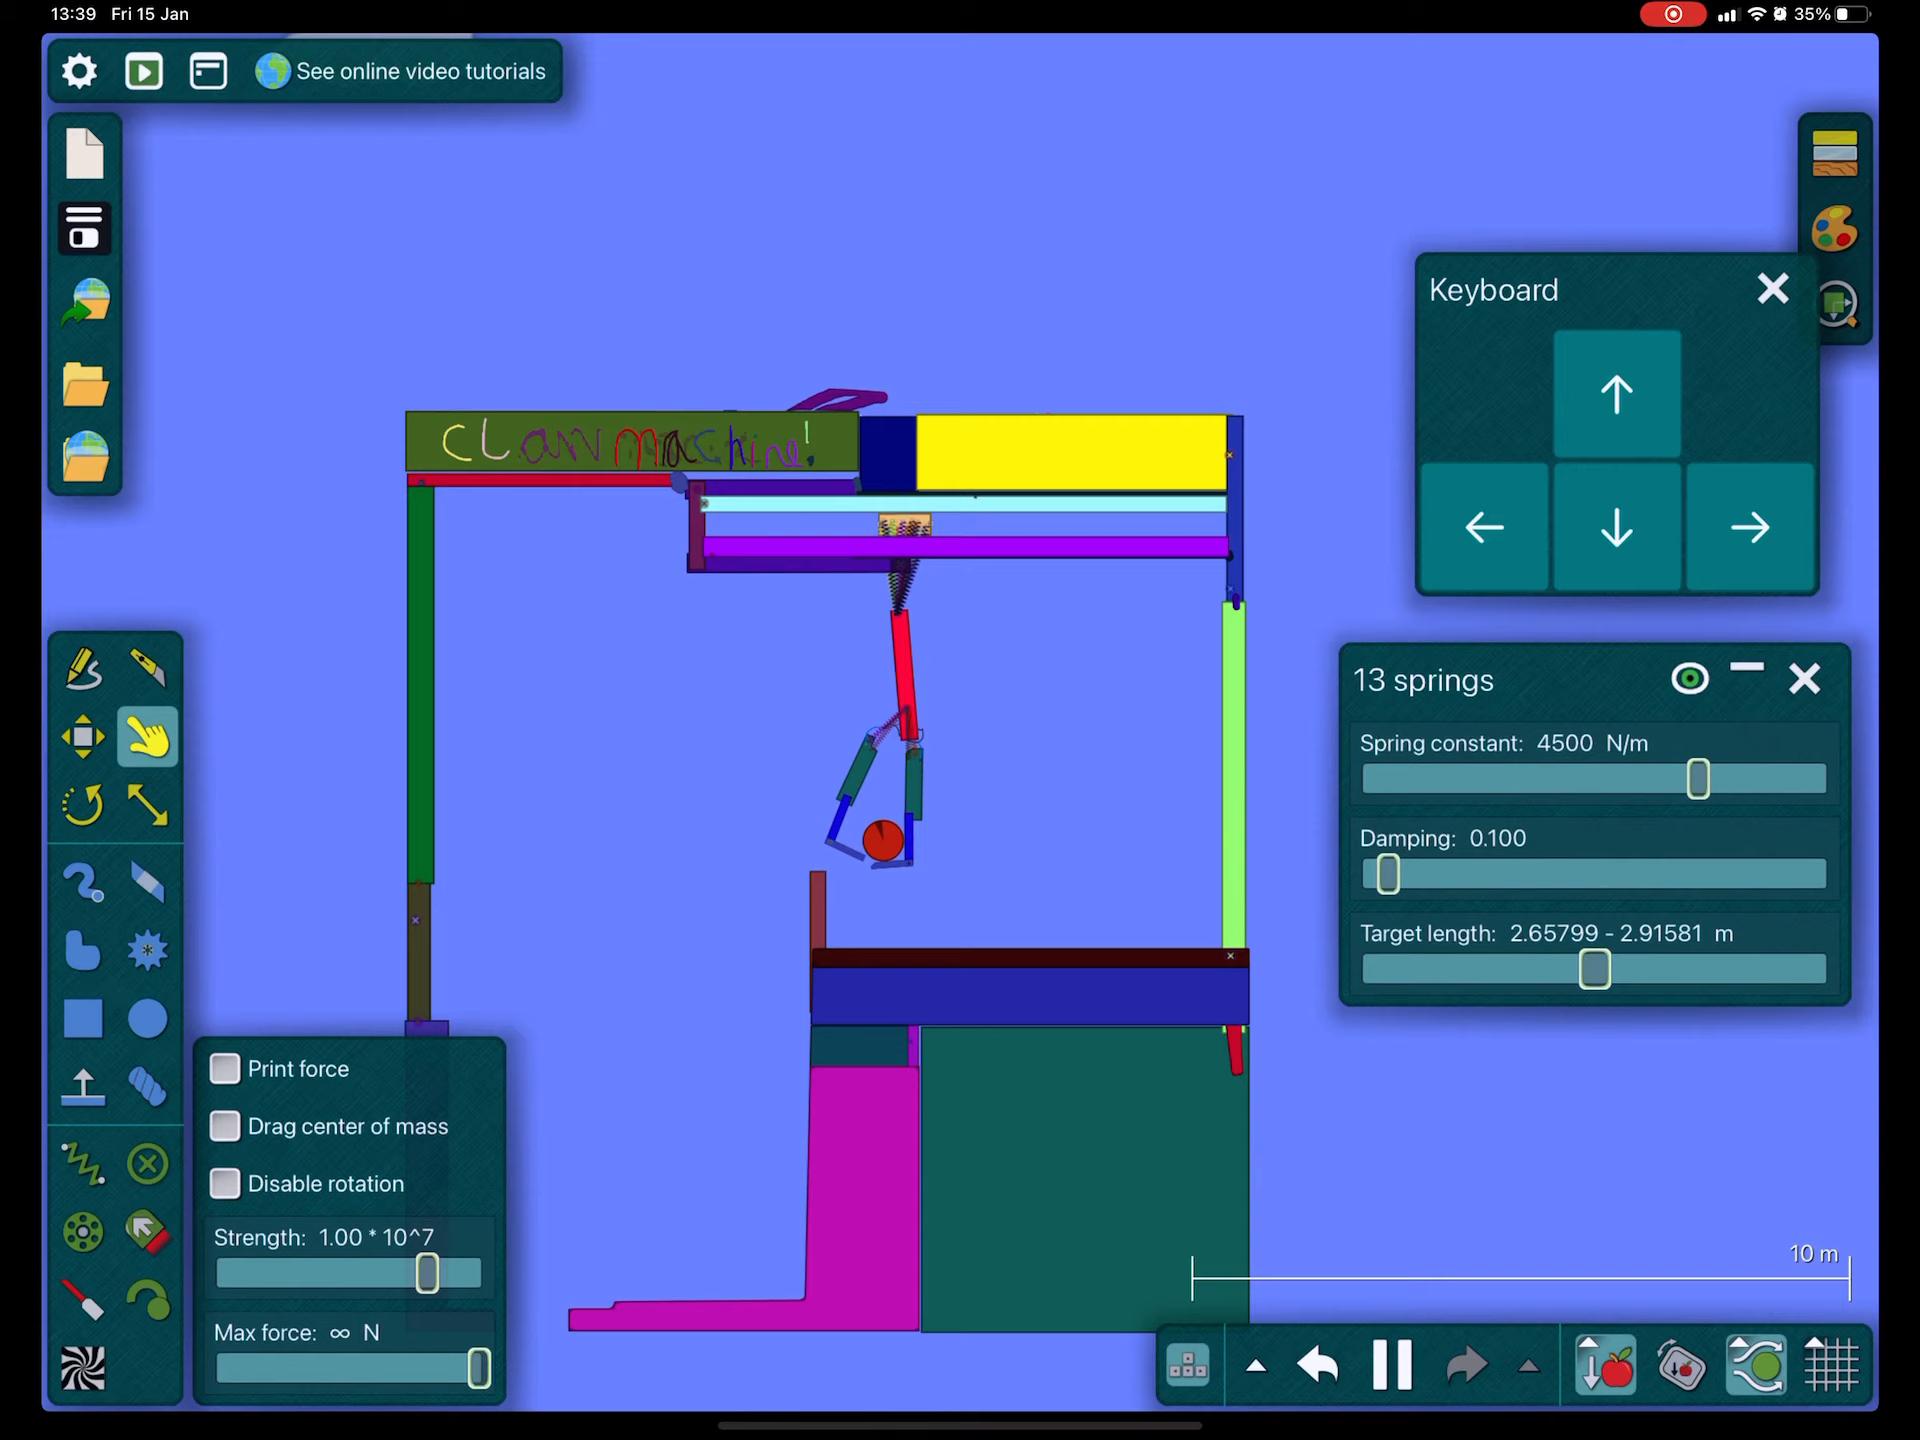 13:39 Fri 15 Jan
35%
See online video tutorials
Keyboard
Claw machine!
13 springs
Spring constant: 4500 N/m
Damping: 0.100
Target length: 2.65799 - 2.91581 m
Print force
Drag center of mass
Disable rotation
Strength: 1.00 * 10^7
Max force: ∞ N
10 m